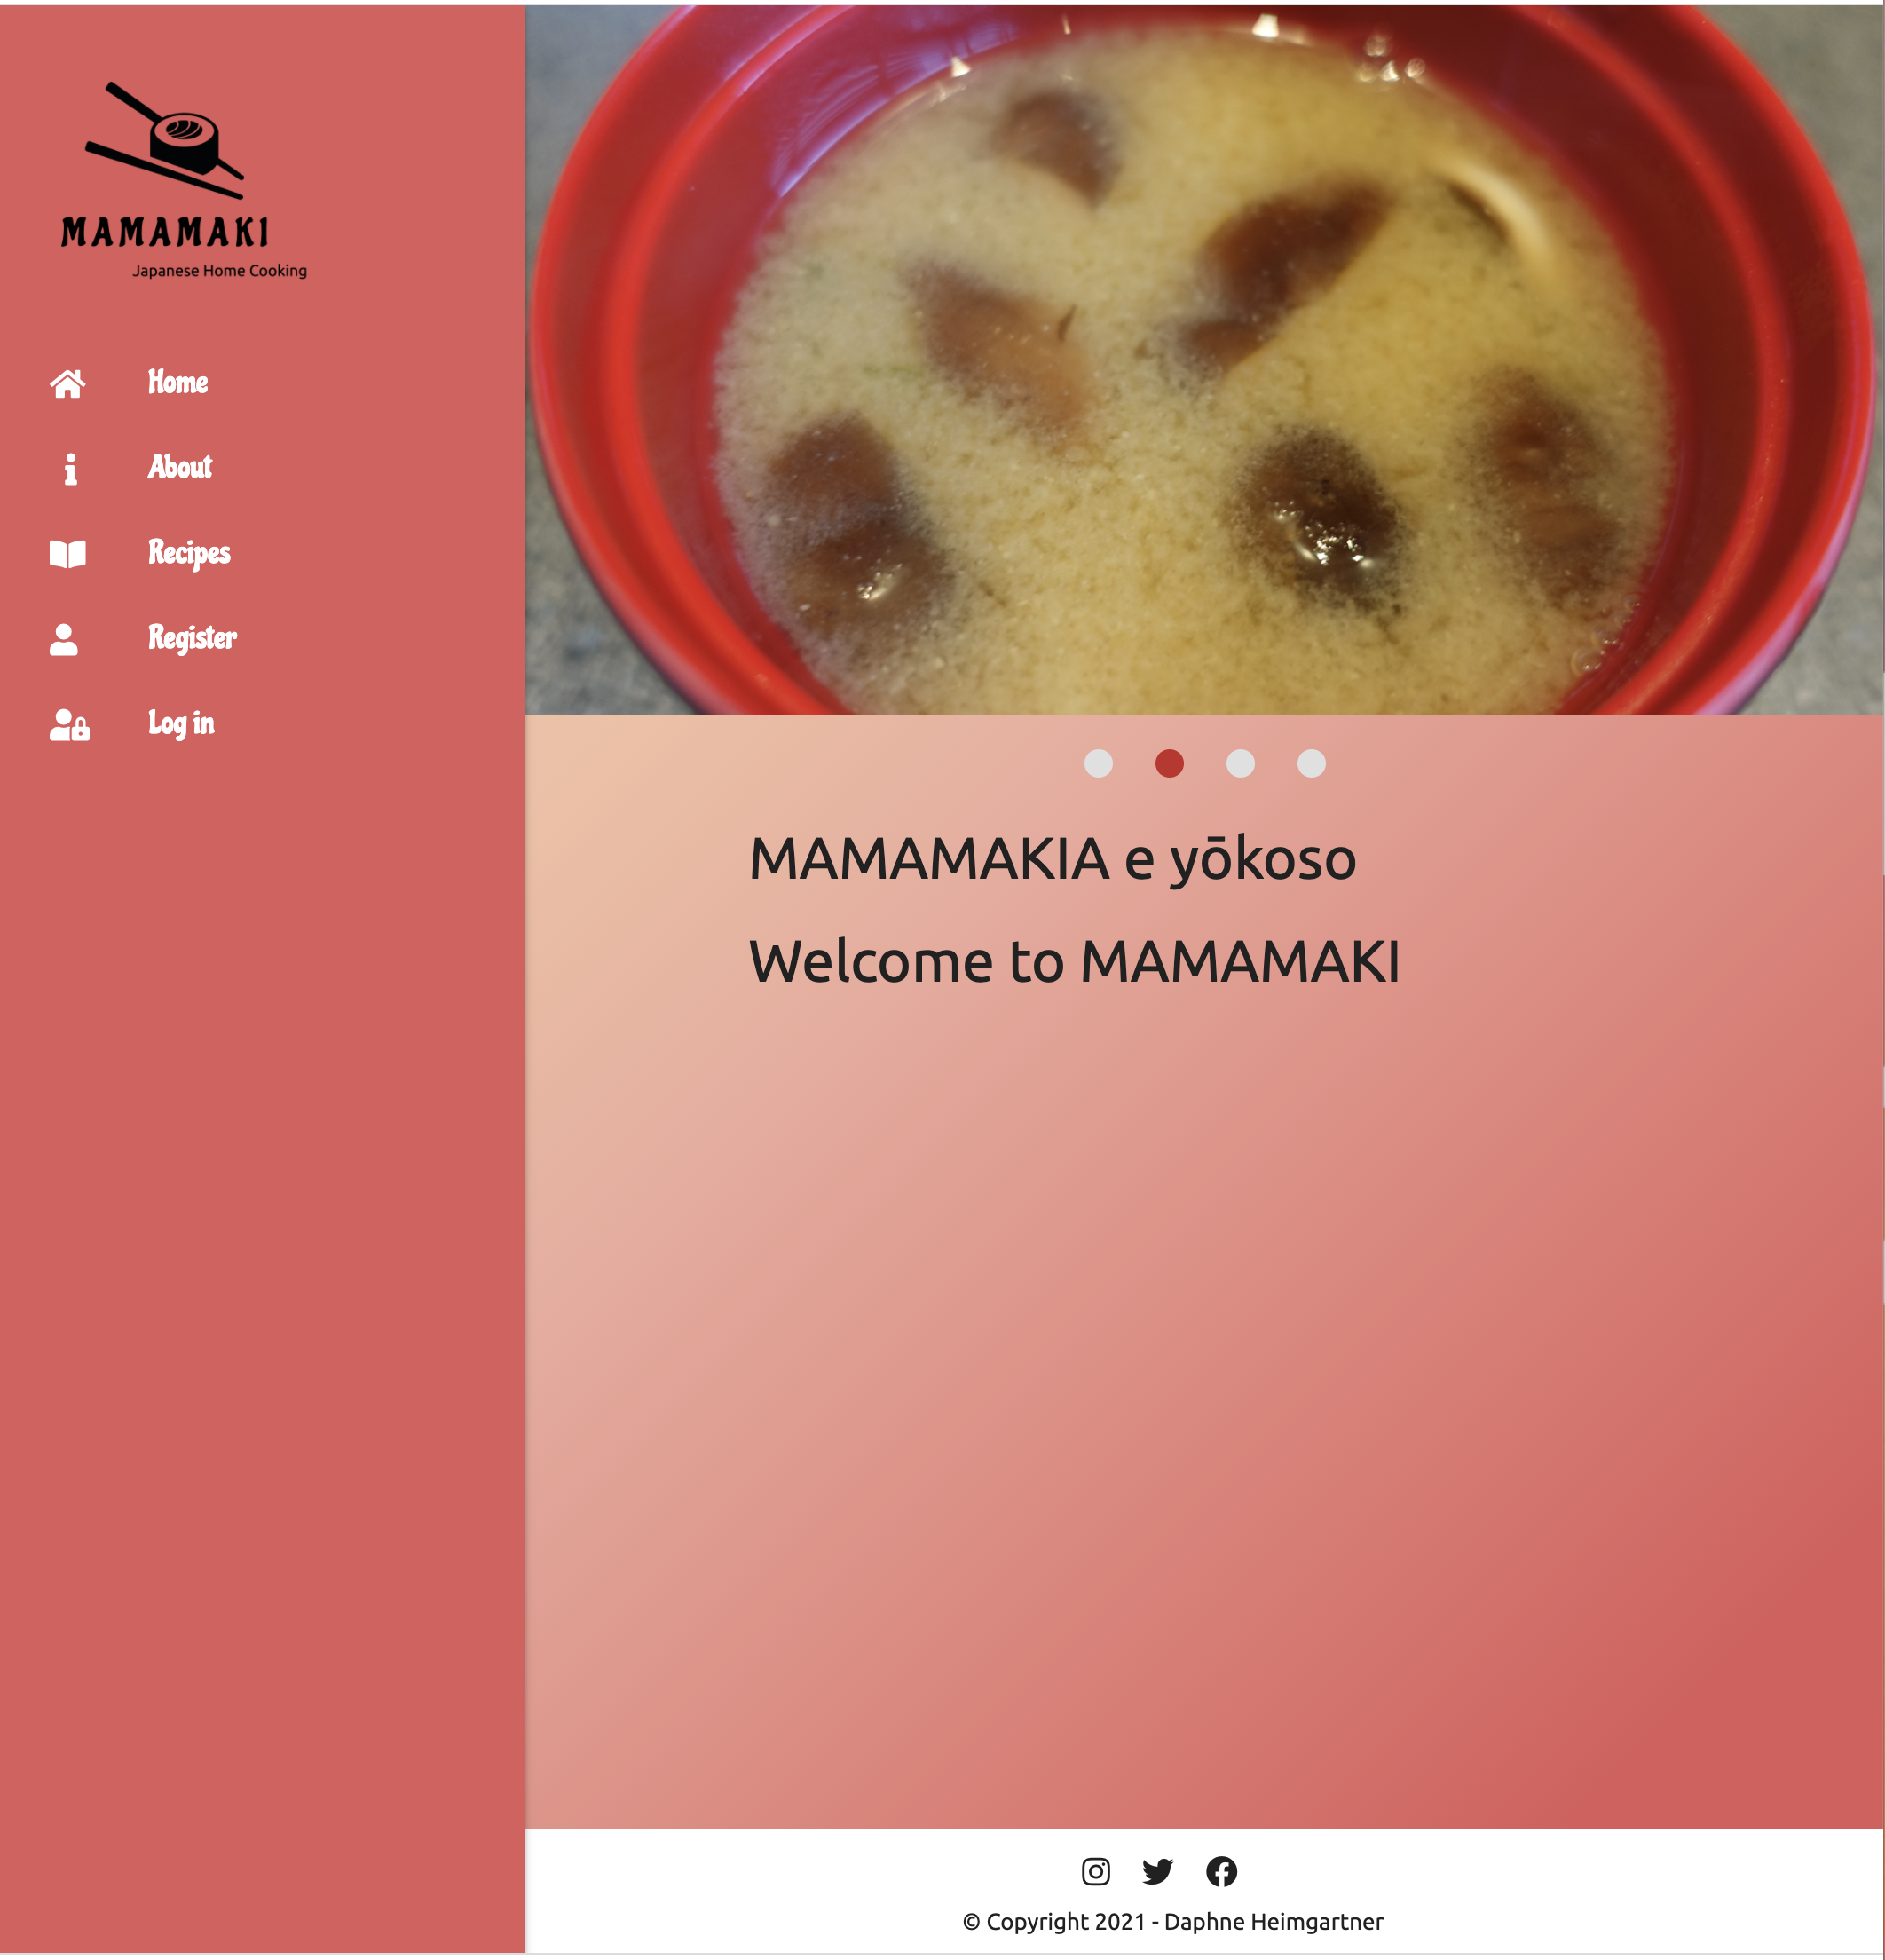 MAMAMAKI
Japanese Home Cooking
Home
About
Recipes
Register
Log in
MAMAMAKIA e yōkoso
Welcome to MAMAMAKI
© Copyright 2021 - Daphne Heimgartner